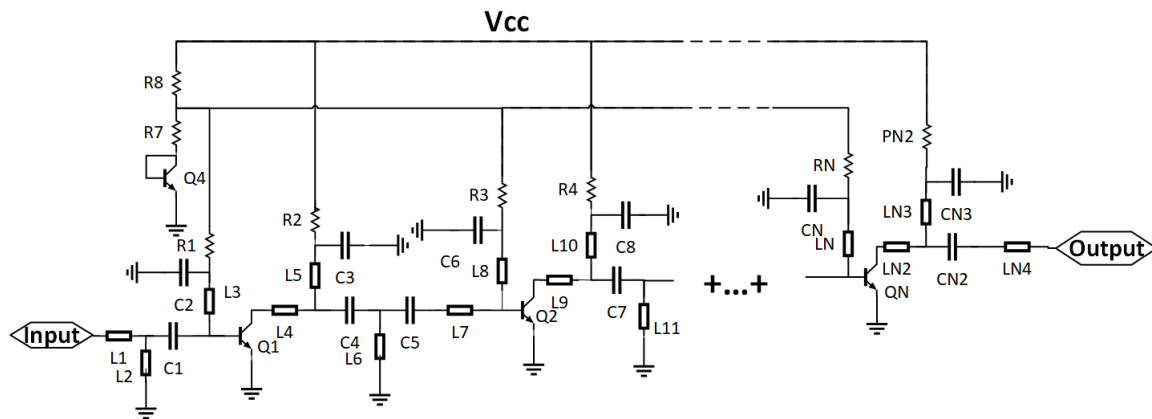 Vcc
R8
R7
Q4
R1
C2
L3
Input
L1
L2
C1
Q1
L4
R2
C3
L5
C4
L6
C5
C6
R3
L8
L7
Q2
L9
R4
L10
C8
C7
L11
+...+
RN
CN
LN
QN
PN2
LN3
CN3
LN2
CN2
LN4
Output